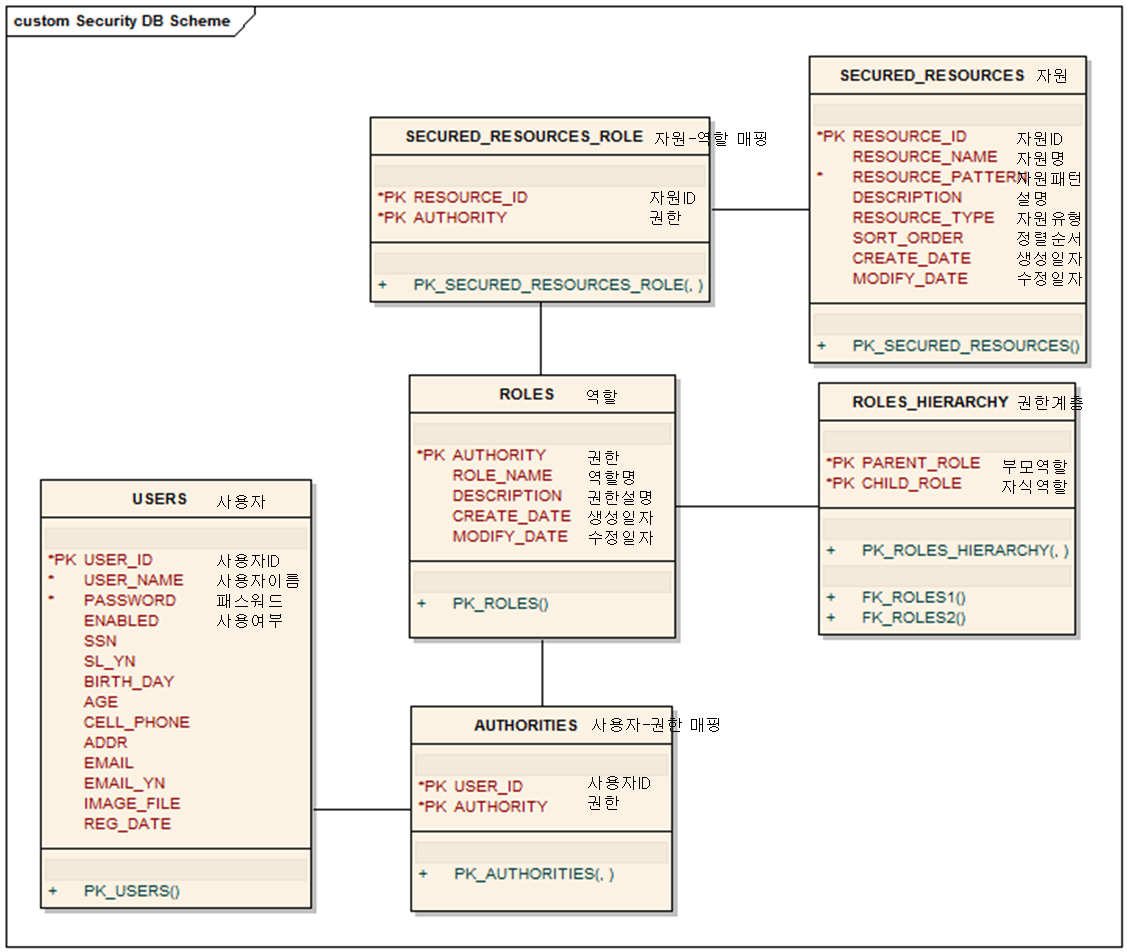 custom Security DB Scheme
SECURED_RESOURCES 자원
*PK RESOURCE_ID 자원ID
RESOURCE_NAME 자원명
* RESOURCE_PATTERN 자원패턴
DESCRIPTION 설명
RESOURCE_TYPE 자원유형
SORT_ORDER 정렬순서
CREATE_DATE 생성일자
MODIFY_DATE 수정일자
+ PK_SECURED_RESOURCES()
SECURED_RESOURCES_ROLE 자원-역할 매핑
*PK RESOURCE_ID 자원ID
*PK AUTHORITY 권한
+ PK_SECURED_RESOURCES_ROLE(, )
ROLES 역할
*PK AUTHORITY 권한
ROLE_NAME 역할명
DESCRIPTION 권한설명
CREATE_DATE 생성일자
MODIFY_DATE 수정일자
+ PK_ROLES()
ROLES_HIERARCHY 권한계층
*PK PARENT_ROLE 부모역할
*PK CHILD_ROLE 자식역할
+ PK_ROLES_HIERARCHY(, )
+ FK_ROLES1()
+ FK_ROLES2()
USERS 사용자
*PK USER_ID 사용자ID
* USER_NAME 사용자이름
* PASSWORD 패스워드
ENABLED 사용여부
SSN
SL_YN
BIRTH_DAY
AGE
CELL_PHONE
ADDR
EMAIL
EMAIL_YN
IMAGE_FILE
REG_DATE
+ PK_USERS()
AUTHORITIES 사용자-권한 매핑
*PK USER_ID 사용자ID
*PK AUTHORITY 권한
+ PK_AUTHORITIES(, )